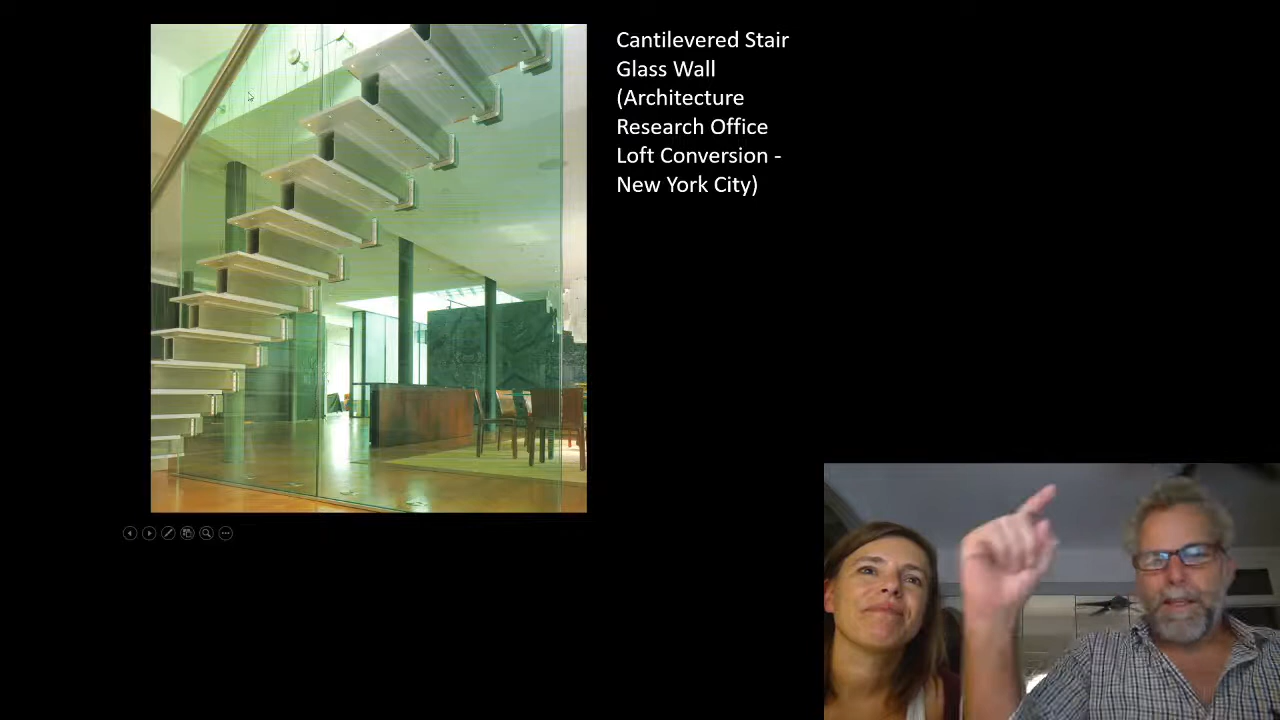 Cantilevered Stair
Glass Wall
(Architecture
Research Office
Loft Conversion -
New York City)